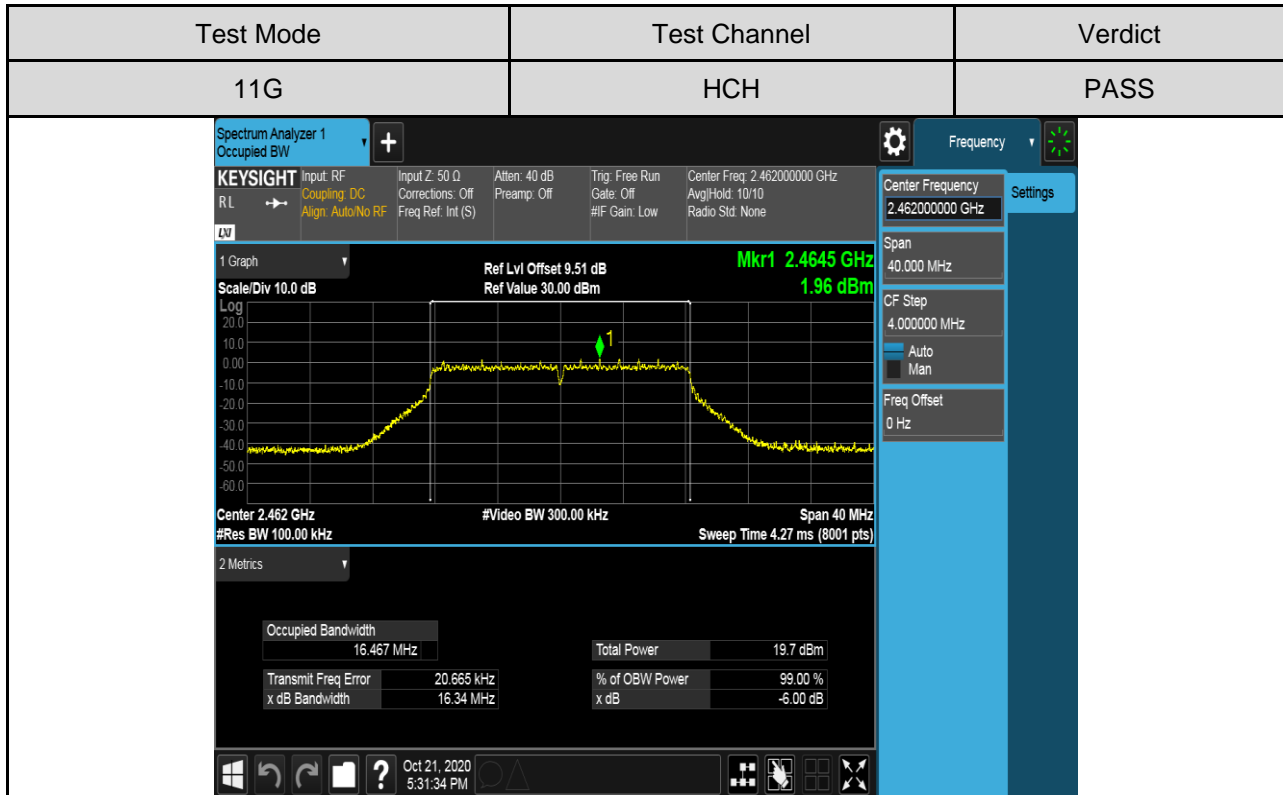 Test Mode Test Channel Verdict
11G HCH PASS
Spectrum Analyzer 1
Occupied BW
+
Frequency
KEYSIGHT
RL
LXI
Input: RF
Coupling: DC
Align: Auto/No RF
Input Z: 50 Ω
Corrections: Off
Freq Ref: Int (S)
Atten: 40 dB
Preamp: Off
Trig: Free Run
Gate: Off
#IF Gain: Low
Center Freq: 2.462000000 GHz
Avg|Hold: 10/10
Radio Std: None
Center Frequency
2.462000000 GHz
Settings
Span
40.000 MHz
CF Step
4.000000 MHz
Auto
Man
Freq Offset
0 Hz
1 Graph
Scale/Div 10.0 dB
Ref Lvl Offset 9.51 dB
Ref Value 30.00 dBm
Mkr1 2.4645 GHz
1.96 dBm
Log
20.0
10.0
0.00
-10.0
-20.0
-30.0
-40.0
-50.0
-60.0
1
Center 2.462 GHz #Video BW 300.00 kHz Span 40 MHz
#Res BW 100.00 kHz Sweep Time 4.27 ms (8001 pts)
2 Metrics
Occupied Bandwidth
16.467 MHz
Total Power 19.7 dBm
Transmit Freq Error 20.665 kHz % of OBW Power 99.00 %
x dB Bandwidth 16.34 MHz x dB -6.00 dB
?
Oct 21, 2020
5:31:34 PM